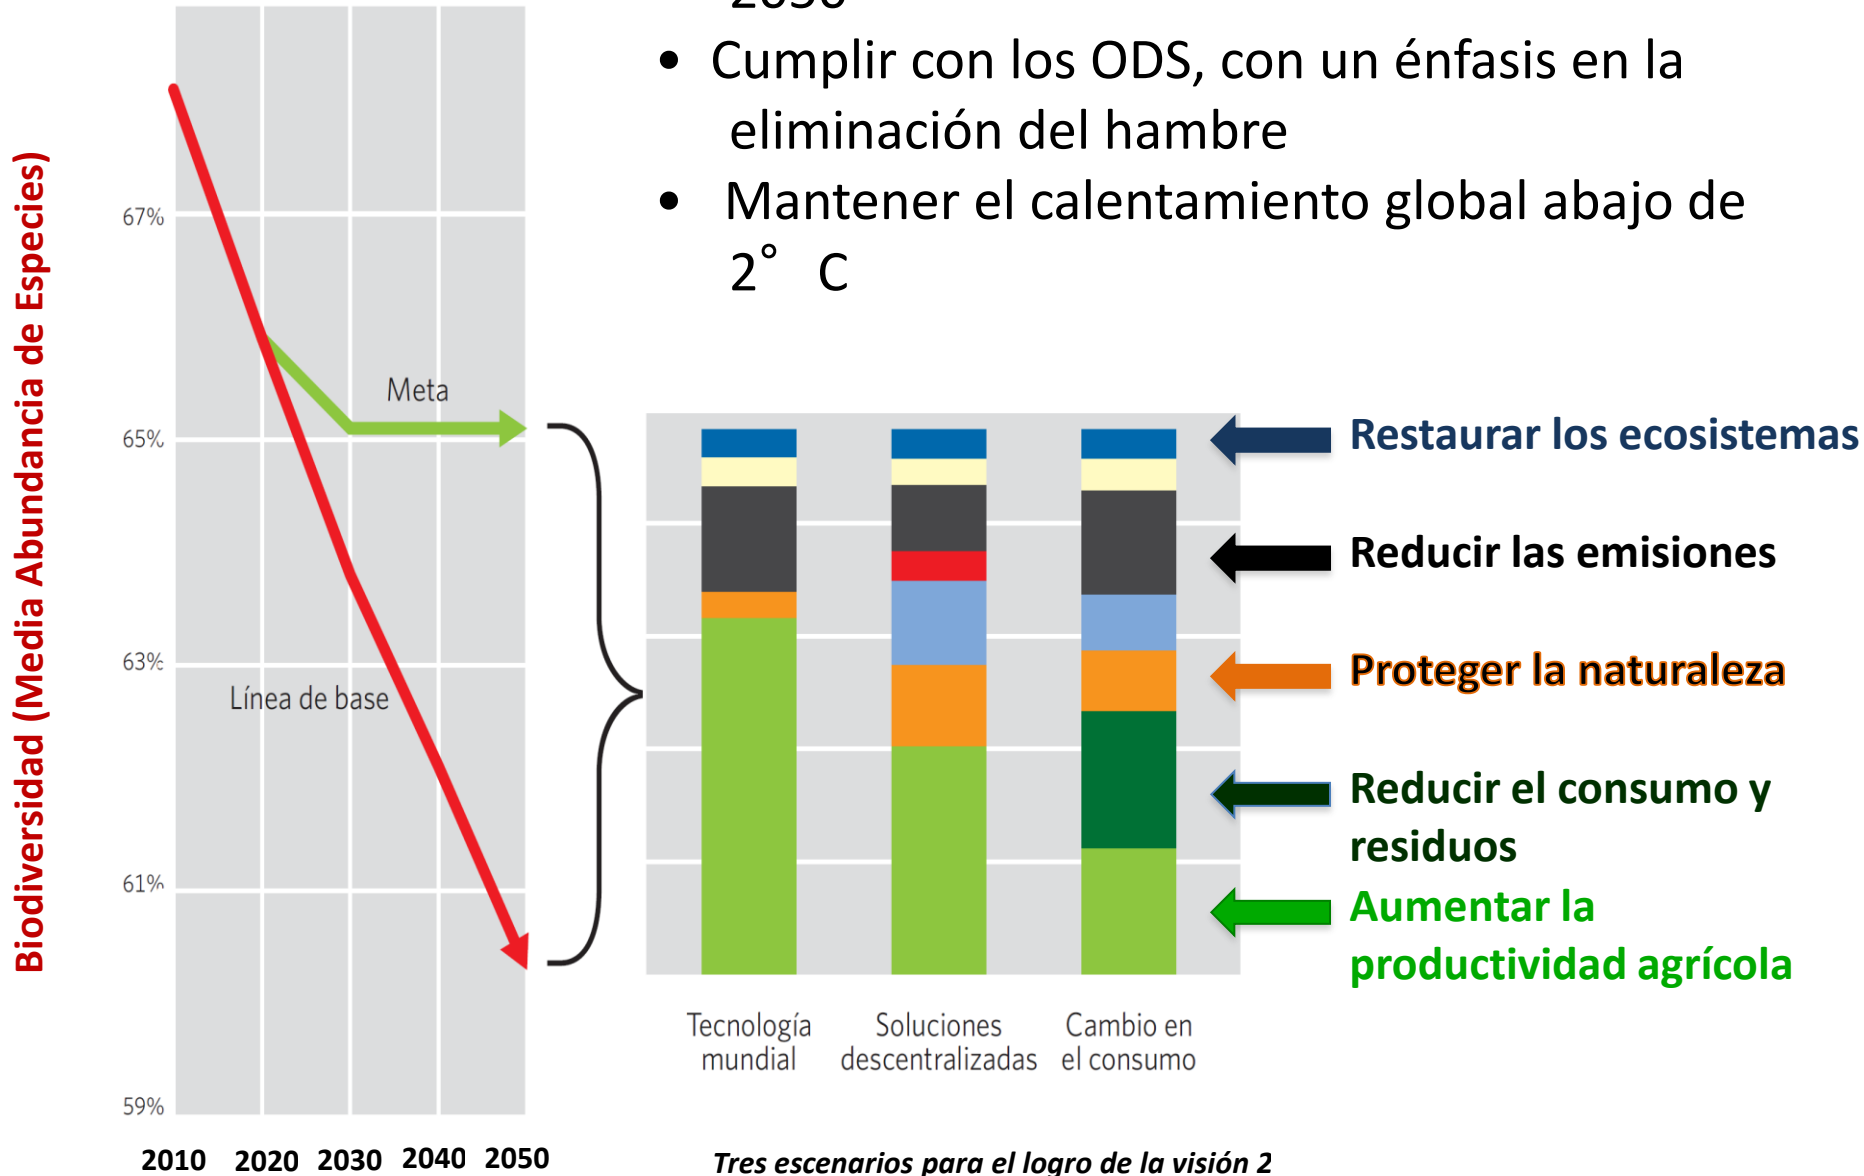 • Cumplir con los ODS, con un énfasis en la
eliminación del hambre
• Mantener el calentamiento global abajo de
2° C
Biodiversidad (Media Abundancia de Especies)
67%
65%
63%
61%
59%
Meta
Línea de base
2010 2020 2030 2040 2050
Restaurar los ecosistemas
Reducir las emisiones
Proteger la naturaleza
Reducir el consumo y
residuos
Aumentar la
productividad agrícola
Tecnología
mundial
Soluciones
descentralizadas
Cambio en
el consumo
Tres escenarios para el logro de la visión 2